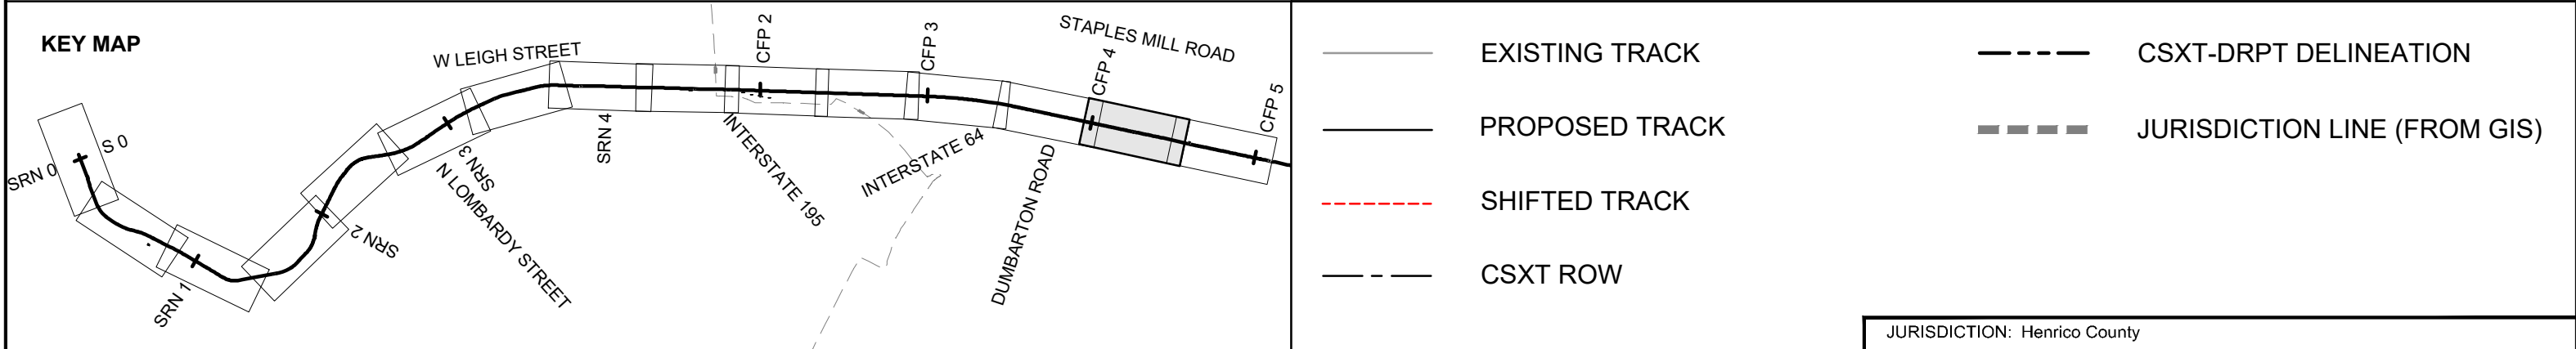 KEY MAP
W LEIGH STREET
CFP 2
CFP 3
STAPLES MILL ROAD
CFP 4
CFP 5
S 0
SRN 0
SRN 1
SRN 2
SRN 3
N LOMBARDY STREET
SRN 4
INTERSTATE 195
INTERSTATE 64
DUMBARTON ROAD
EXISTING TRACK
PROPOSED TRACK
SHIFTED TRACK
CSXT ROW
CSXT-DRPT DELINEATION
JURISDICTION LINE (FROM GIS)
JURISDICTION: Henrico County